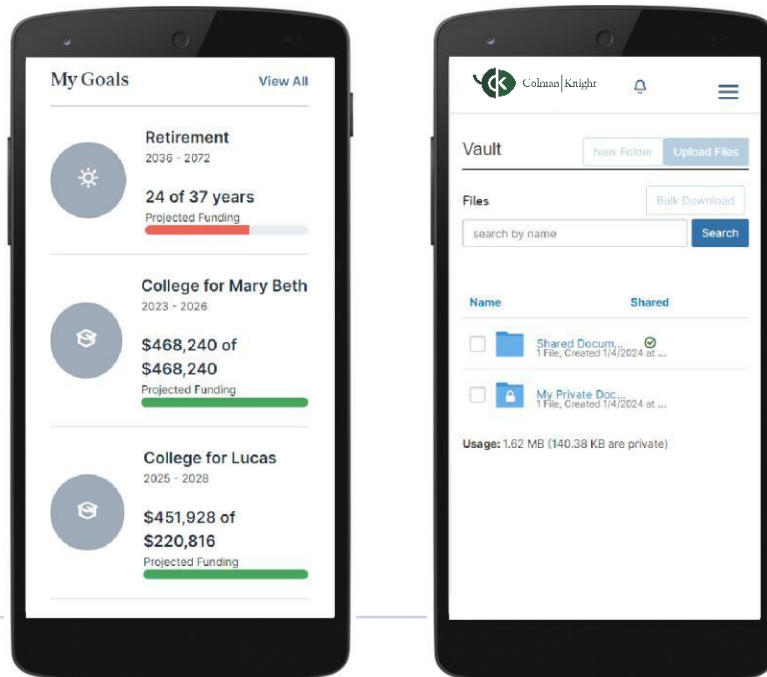 My Goals View All
Retirement
2036 - 2072
24 of 37 years
Projected Funding
College for Mary Beth
2023 - 2026
$468,240 of
$468,240
Projected Funding
College for Lucas
2025 - 2028
$451,928 of
$220,816
Projected Funding
CK Colman|Knight
Vault New Folder Upload Files
Files Bulk Download
search by name Search
Name Shared
Shared Docum...
1 File, Created 1/4/2024 at ...
My Private Doc...
1 File, Created 1/4/2024 at ...
Usage: 1.62 MB (140.38 KB are private)